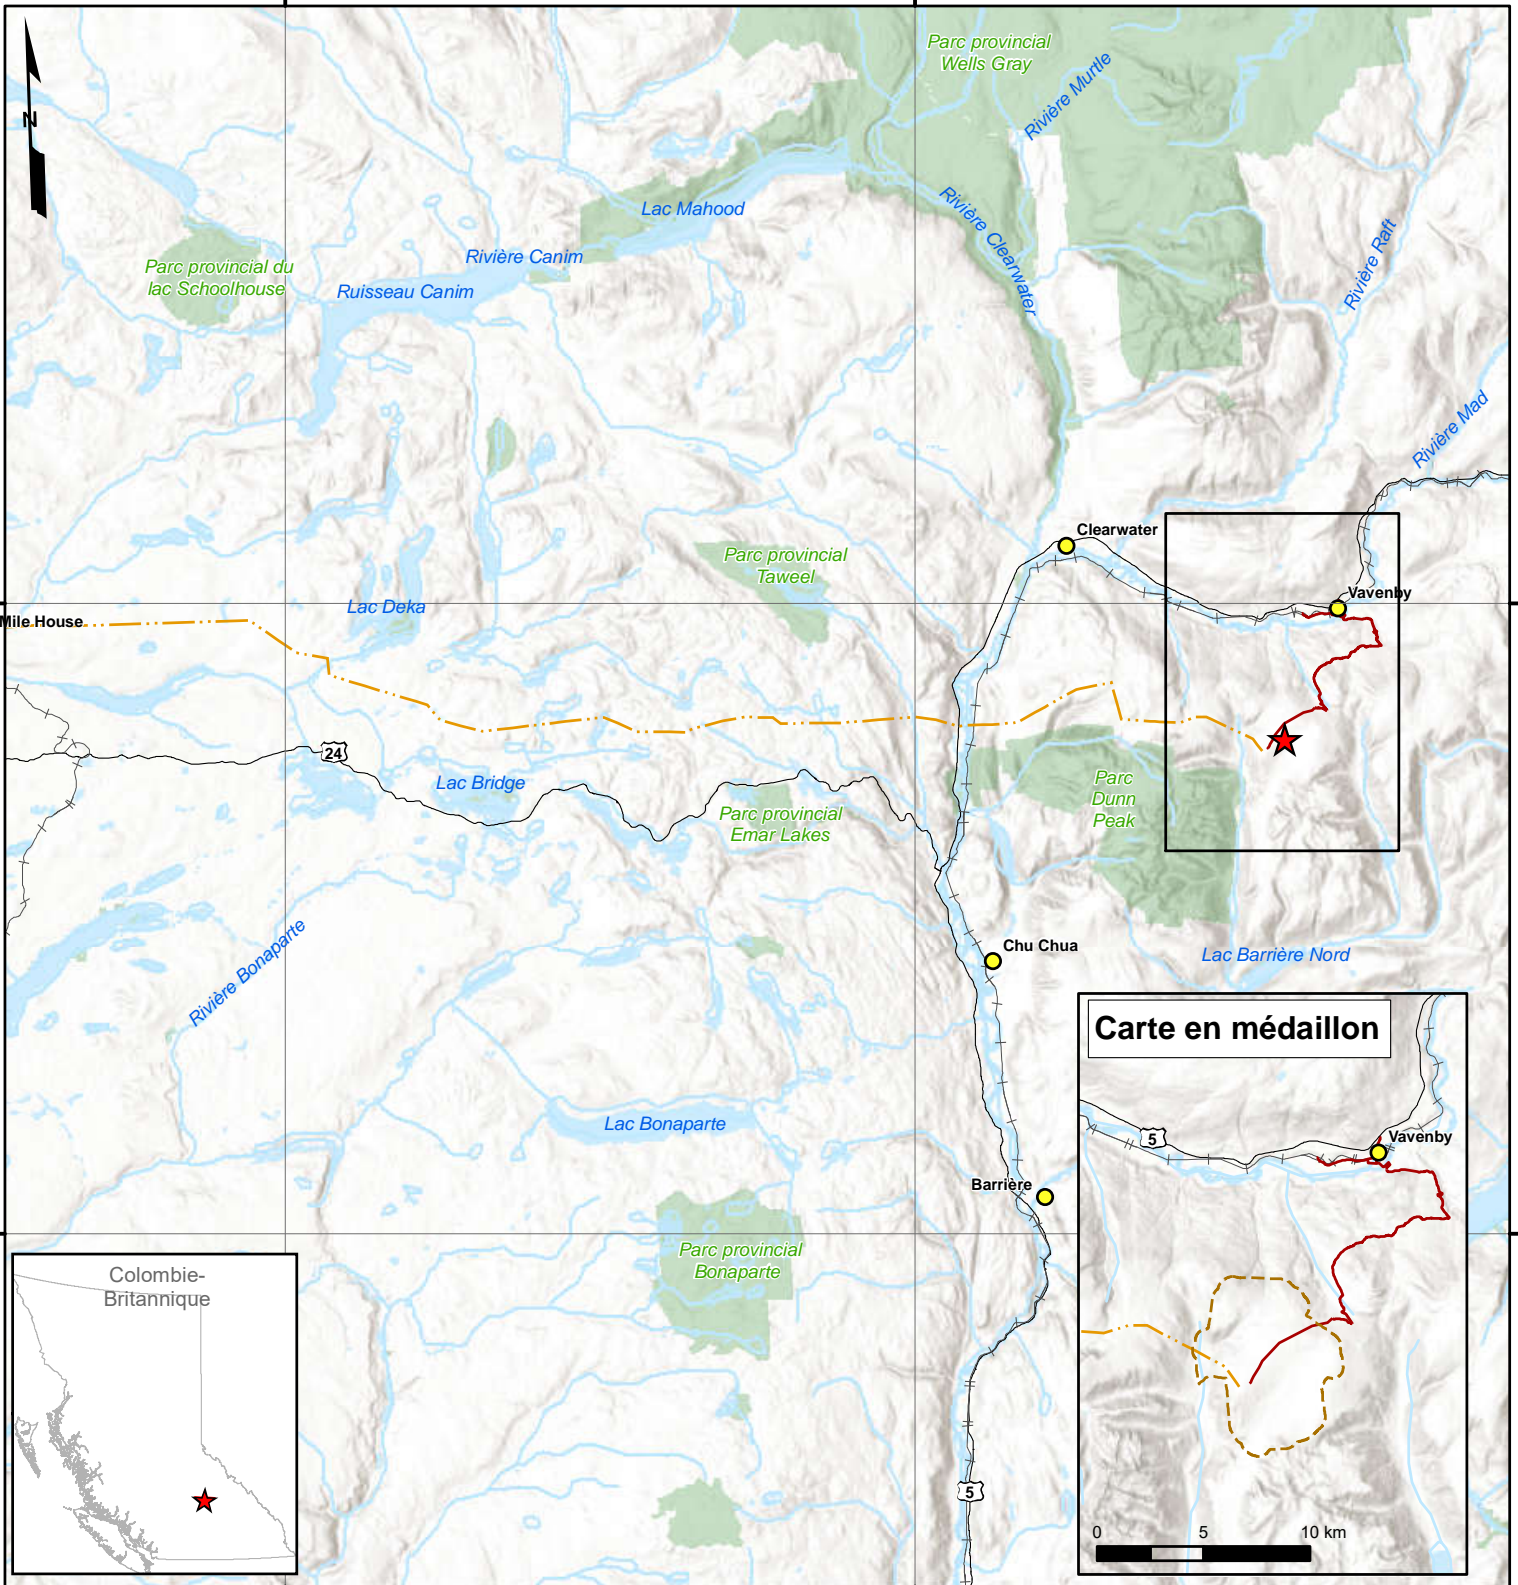 Parc provincial
Wells Gray
Rivière Murtle
N
Lac Mahood
Rivière Clearwater
Rivière Canim
Rivière Raft
Parc provincial du
lac Schoolhouse
Ruisseau Canim
Rivière Mad
Clearwater
Parc provincial
Taweel
Vavenby
Lac Deka
Mile House
24
Lac Bridge
Parc
Dunn
Peak
Parc provincial
Emar Lakes
Chu Chua
Lac Barrière Nord
Rivière Bonaparte
Carte en médaillon
Lac Bonaparte
5
Vavenby
Barrière
Parc provincial
Bonaparte
Colombie-
Britannique
5
0 5 10 km